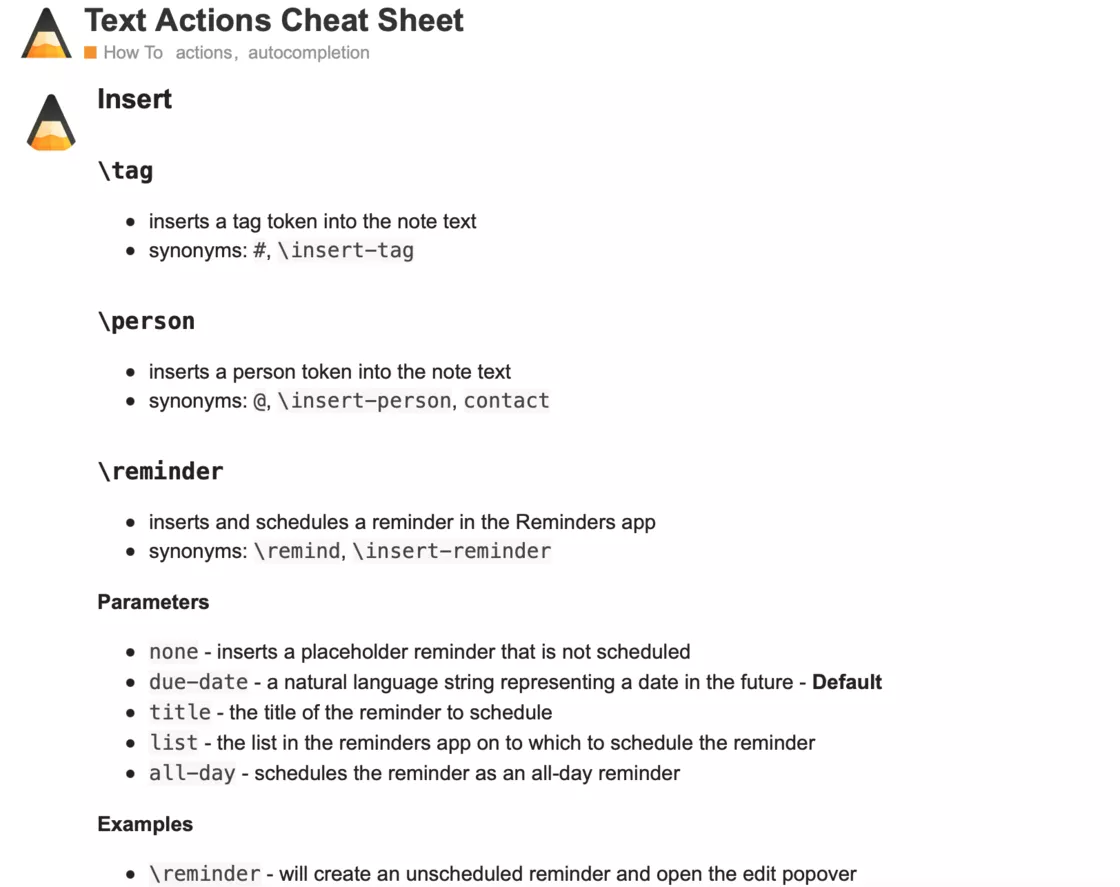 Text Actions Cheat Sheet
How To actions, autocompletion
Insert
\tag
inserts a tag token into the note text
synonyms: #, \insert-tag
\person
inserts a person token into the note text
synonyms: @, \insert-person, contact
\reminder
inserts and schedules a reminder in the Reminders app
synonyms: \remind, \insert-reminder
Parameters
none - inserts a placeholder reminder that is not scheduled
due-date - a natural language string representing a date in the future - Default
title - the title of the reminder to schedule
list - the list in the reminders app on to which to schedule the reminder
all-day - schedules the reminder as an all-day reminder
Examples
\reminder - will create an unscheduled reminder and open the edit popover